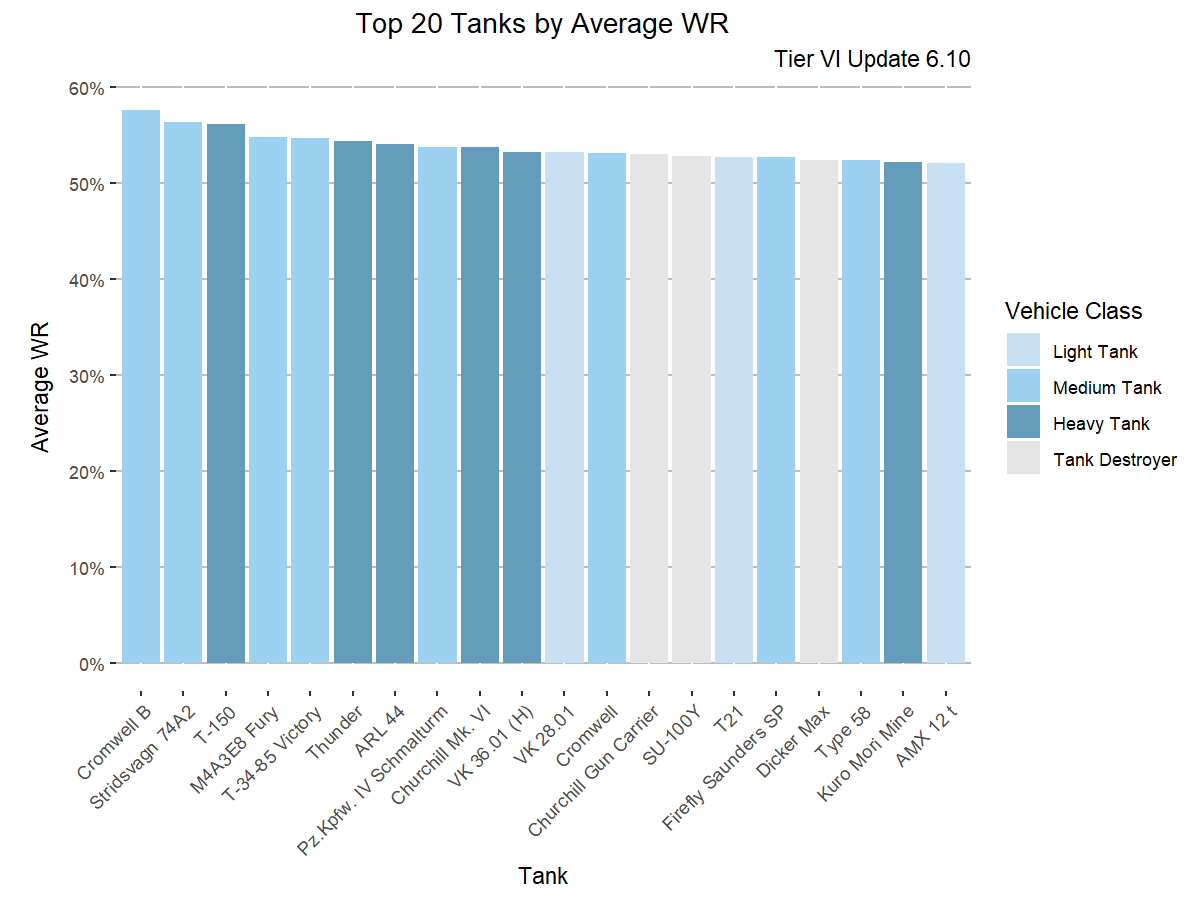 Top 20 Tanks by Average WR
Tier VI Update 6.10
60%
50%
40%
30%
20%
10%
0%
Average WR
Cromwell B
Stridsvagn 74A2
T-150
M4A3E8 Fury
T-34-85 Victory
Thunder
ARL 44
Pz.Kpfw. IV Schmalturm
Churchill Mk. VI
VK 36.01 (H)
VK 28.01
Cromwell
Churchill Gun Carrier
SU-100Y
T21
Firefly Saunders SP
Dicker Max
Type 58
Kuro Mori Mine
AMX 12 t
Tank
Vehicle Class
Light Tank
Medium Tank
Heavy Tank
Tank Destroyer